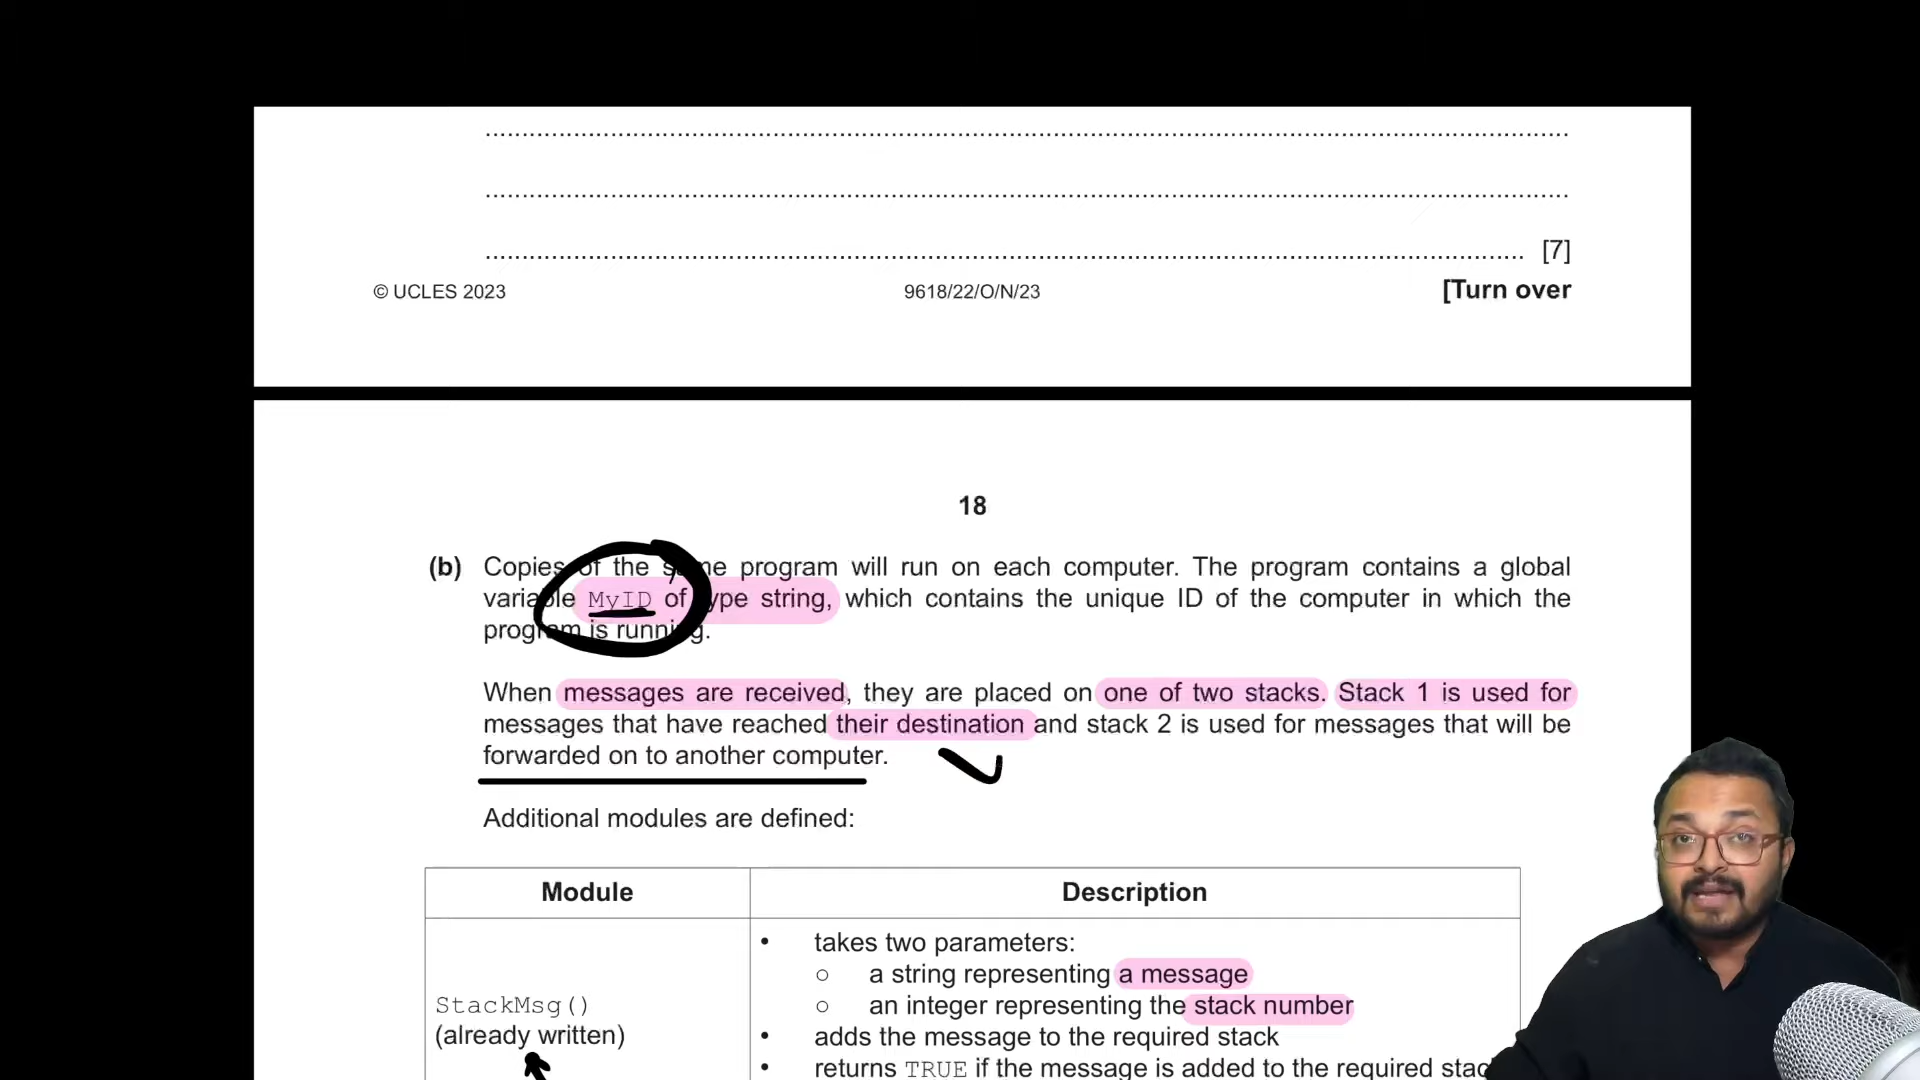 [7]
© UCLES 2023 9618/22/O/N/23 [Turn over
18
(b) Copies of the same program will run on each computer. The program contains a global
variable MyID of type string, which contains the unique ID of the computer in which the
program is running.
When messages are received, they are placed on one of two stacks. Stack 1 is used for
messages that have reached their destination and stack 2 is used for messages that will be
forwarded on to another computer.
Additional modules are defined:
Module Description
• takes two parameters:
○ a string representing a message
○ an integer representing the stack number
StackMsg()
(already written)
• adds the message to the required stack
• returns TRUE if the message is added to the required